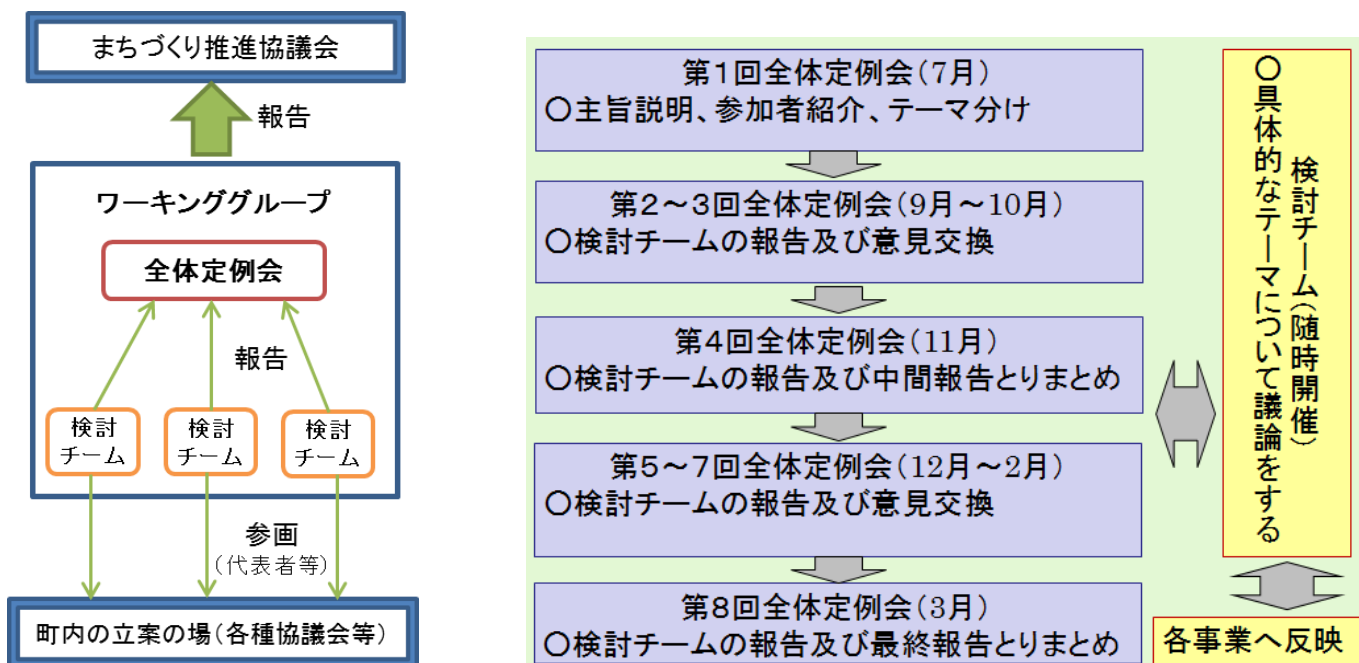 まちづくり推進協議会
報告
ワーキンググループ
全体定例会
報告
検討
チーム
検討
チーム
検討
チーム
参画
(代表者等)
町内の立案の場(各種協議会等)
第1回全体定例会(7月)
○主旨説明、参加者紹介、テーマ分け
第2~3回全体定例会(9月~10月)
○検討チームの報告及び意見交換
第4回全体定例会(11月)
○検討チームの報告及び中間報告とりまとめ
第5~7回全体定例会(12月~2月)
○検討チームの報告及び意見交換
第8回全体定例会(3月)
○検討チームの報告及び最終報告とりまとめ
検討チーム(随時開催)
○具体的なテーマについて議論をする
各事業へ反映